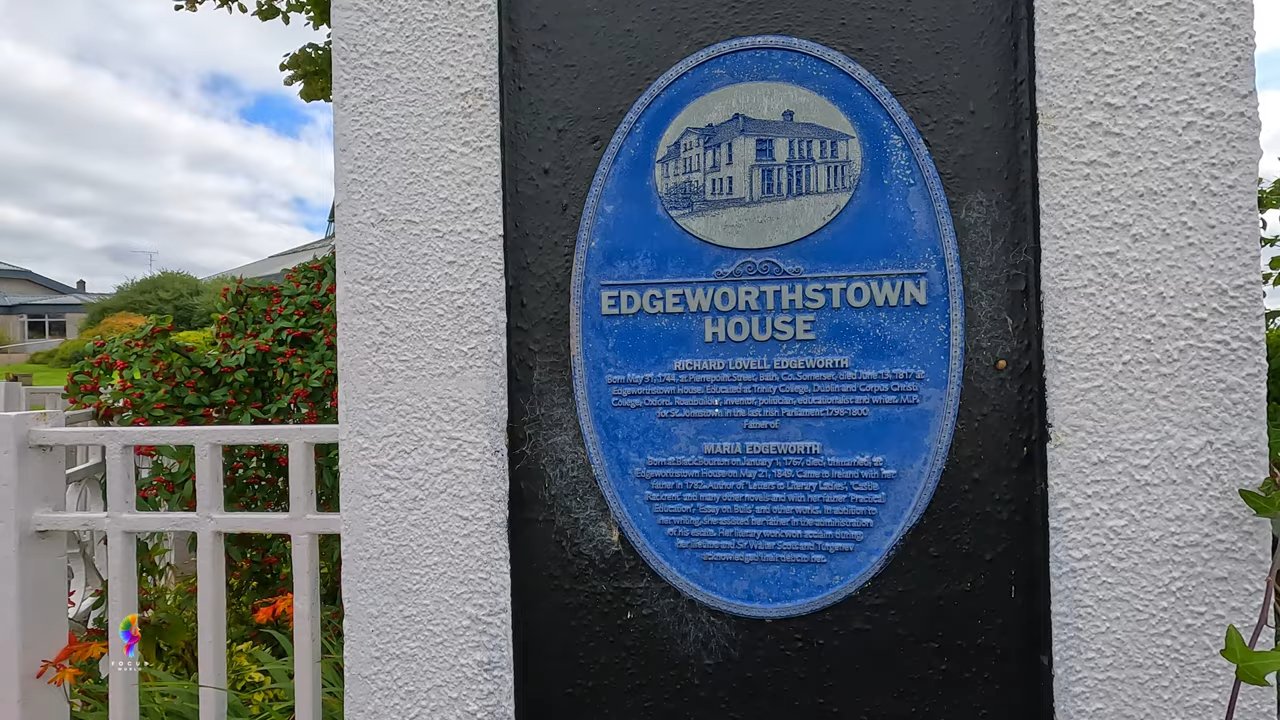 EDGEWORTHSTOWN
HOUSE
RICHARD LOVELL EDGEWORTH
Born May 31, 1744, at Pierrepoint Street, Bath, Co. Somerset, died June 13, 1817 at
Edgeworthstown House. Educated at Trinity College, Dublin and Corpus Christi
College, Oxford. Roadbuilder, inventor, politician, educationalist and writer. M.P.
for St. Johnstown in the last Irish Parliament 1798-1800.
Father of
MARIA EDGEWORTH
Born at Black Bourton on January 1, 1767, died, unmarried, at
Edgeworthstown House on May 21, 1849. Came to Ireland with her
father in 1782. Author of 'Letters to Literary Ladies', 'Castle
Rackrent' and many other novels and with her father 'Practical
Education', 'Essay on Bulls' and other works. In addition to
her writing, she assisted her father in the administration
of his estate. Her literary work won acclaim during
her lifetime and Sir Walter Scott and Turgenev
acknowledged their debt to her.
FOCUS
WORLD